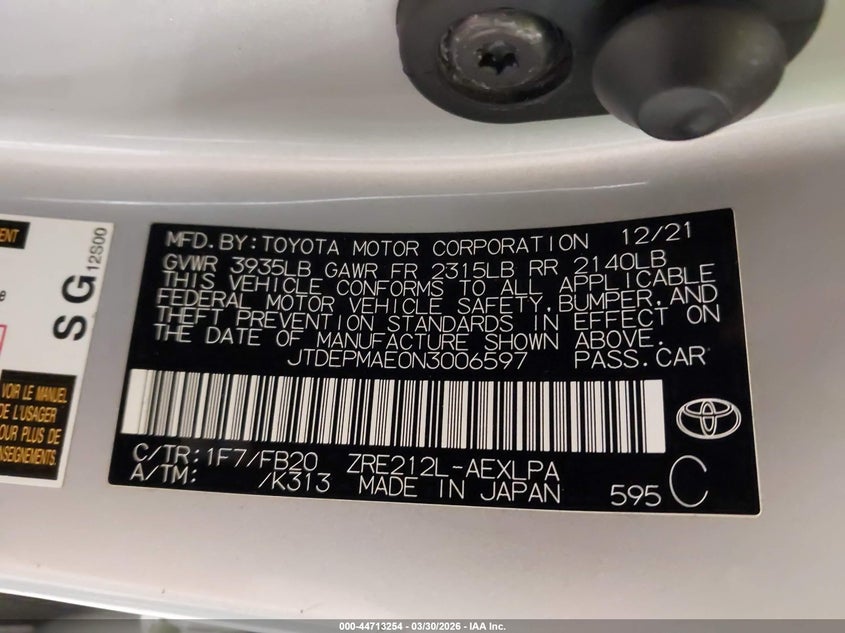 ENT
SG 12S00
e
VOIR LE MANUEL
DE L'USAGER
POUR PLUS DE
MFD.BY:TOYOTA MOTOR CORPORATION 12/21
GVWR 3935LB GAWR FR 2315LB RR 2140LB
THIS VEHICLE CONFORMS TO ALL APPLICABLE
FEDERAL MOTOR VEHICLE SAFETY,BUMPER,AND
THEFT PREVENTION STANDARDS IN EFFECT ON
THE DATE OF MANUFACTURE SHOWN ABOVE.
JTDEPMAE0N3006597 PASS.CAR
C/TR:1F7/FB20 ZRE212L-AEXLPA
A/TM: /K313 MADE IN JAPAN 595 C
000-44713254 - 03/30/2026 - IAA Inc.